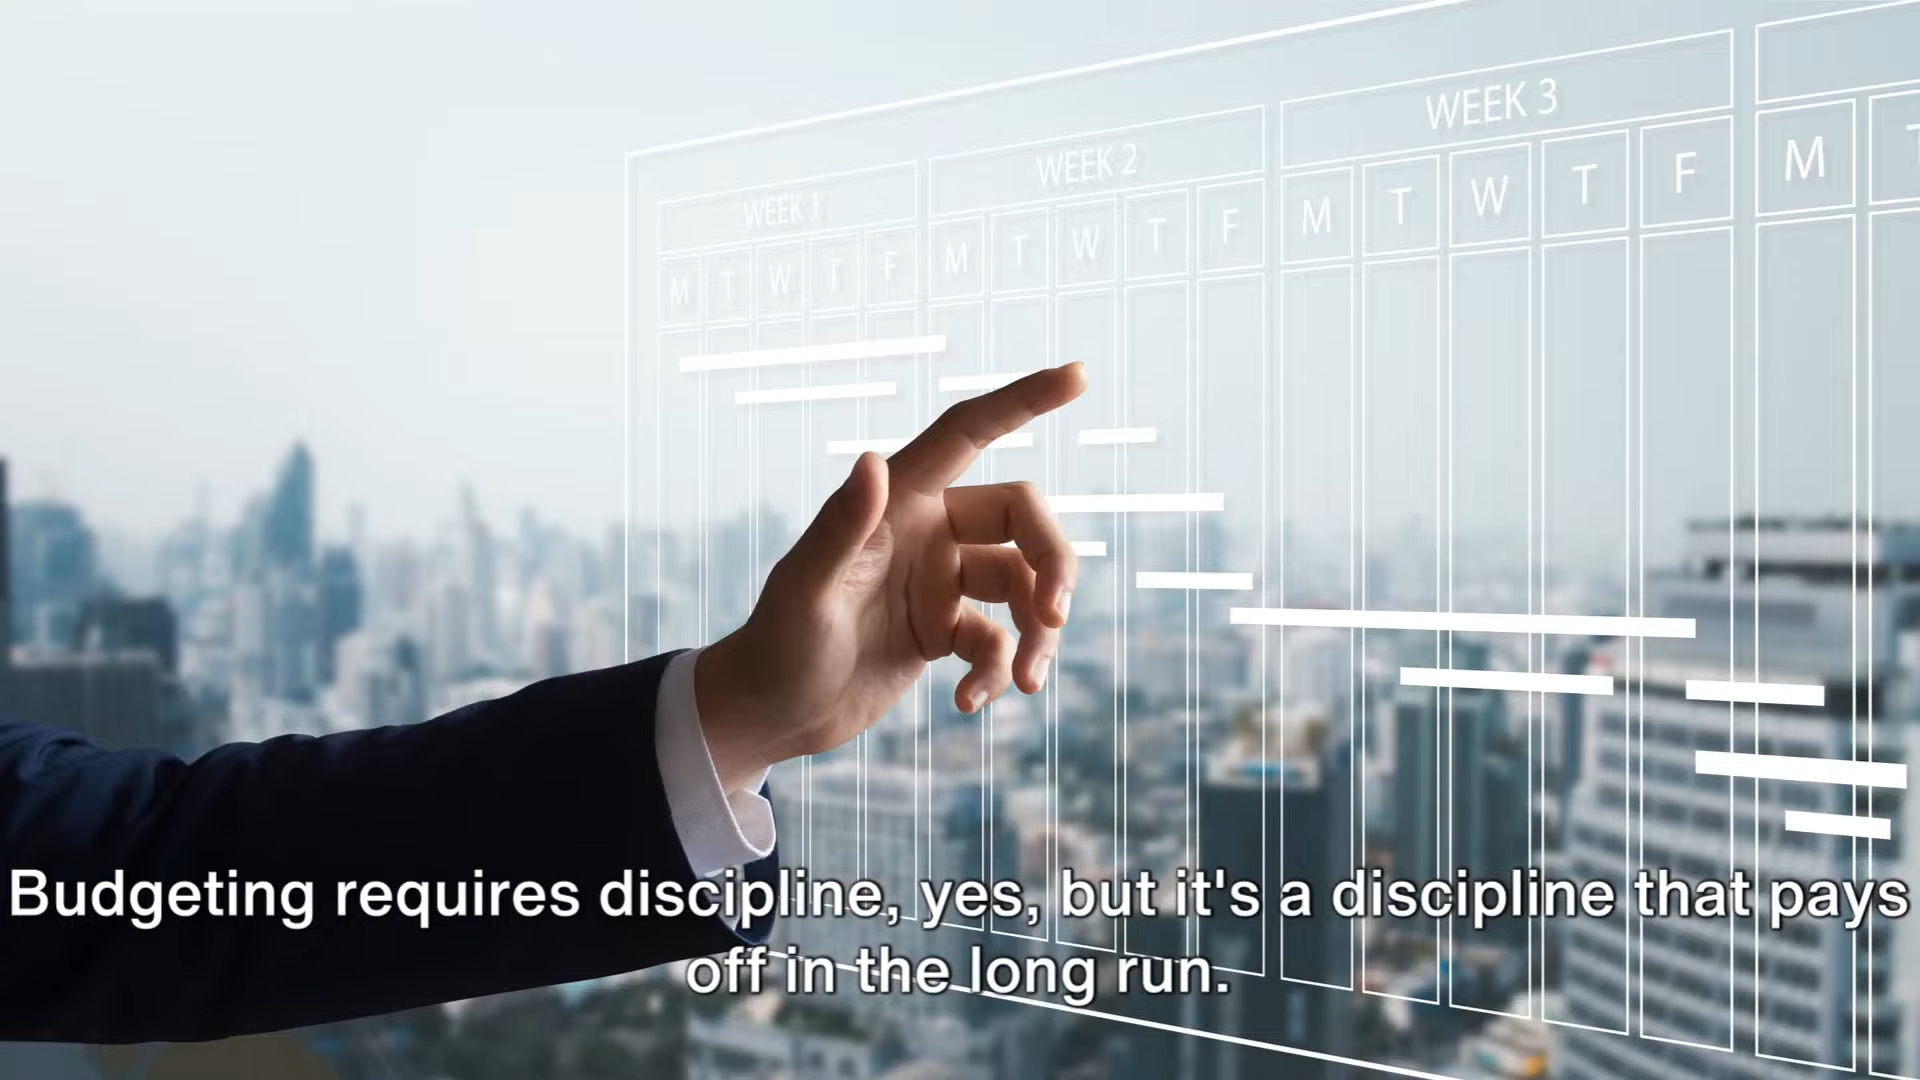 WEEK 1
WEEK 2
WEEK 3
M T W T F M T W T F M T W T F M T
Budgeting requires discipline, yes, but it's a discipline that pays
off in the long run.